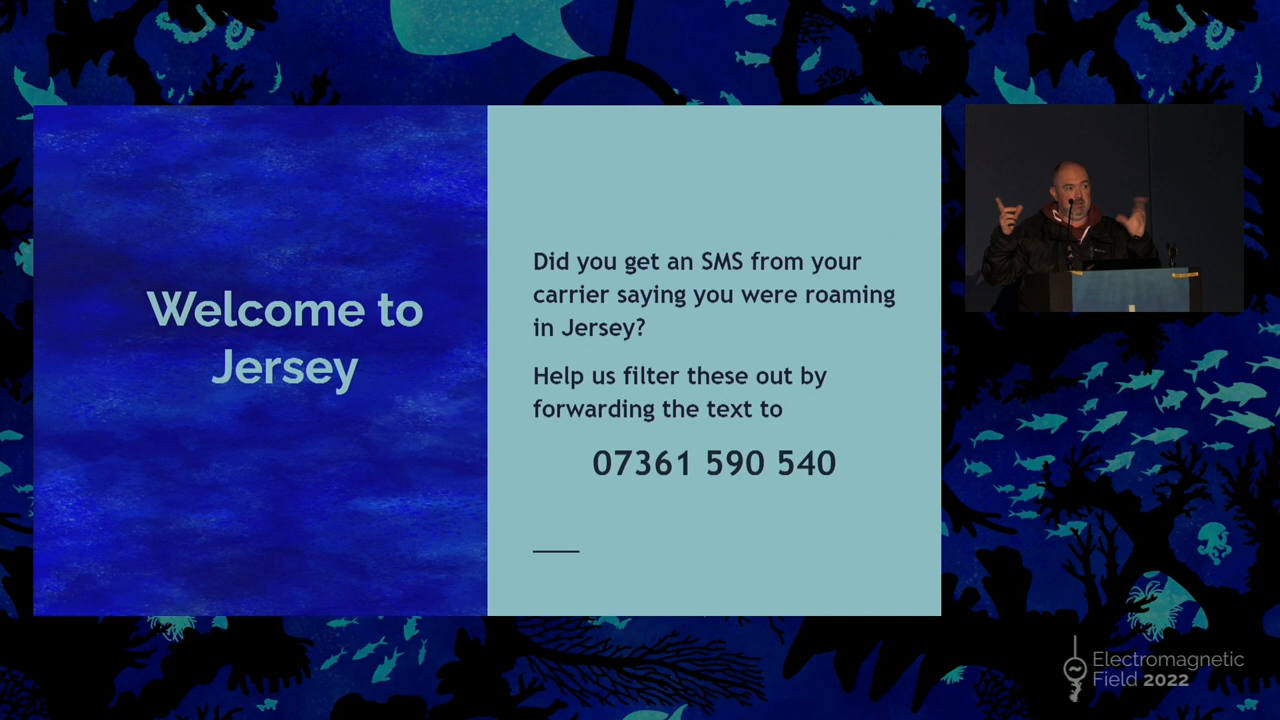 Welcome to
Jersey
Did you get an SMS from your
carrier saying you were roaming
in Jersey?
Help us filter these out by
forwarding the text to
07361 590 540
Electromagnetic
Field 2022